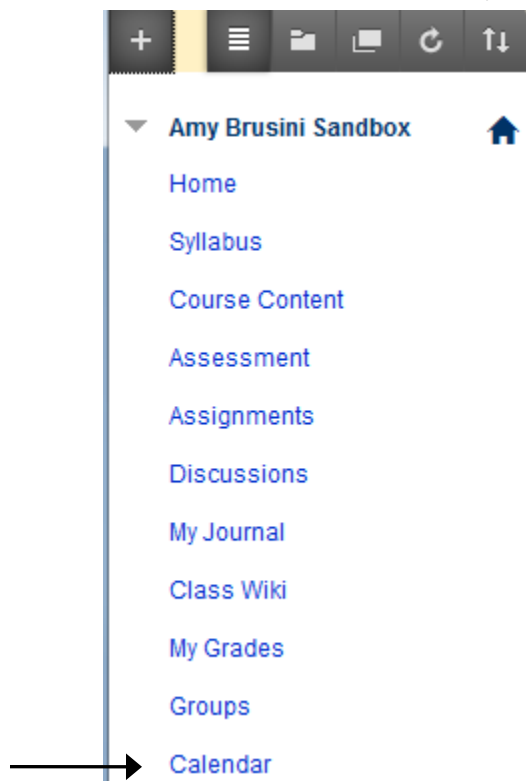 Amy Brusini Sandbox
Home
Syllabus
Course Content
Assessment
Assignments
Discussions
My Journal
Class Wiki
My Grades
Groups
Calendar